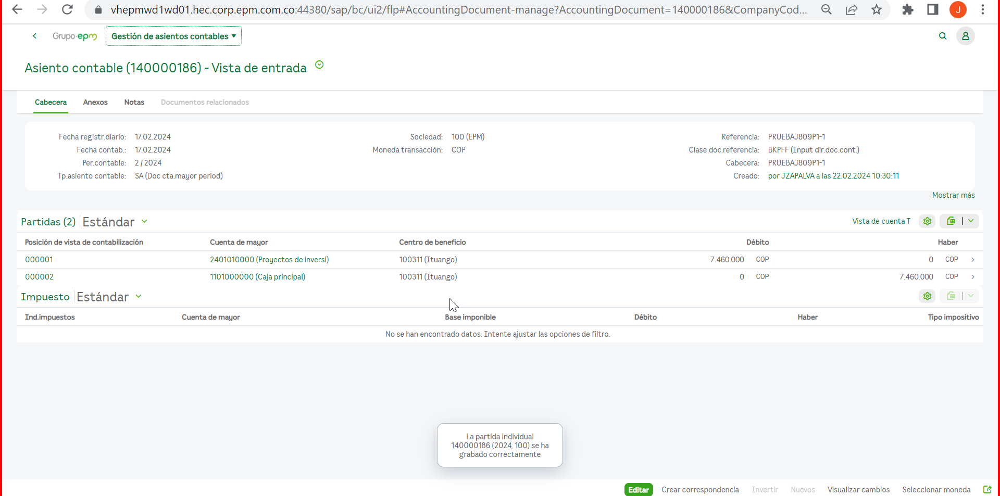 vhepmwd1wd01.hec.corp.epm.com.co:44380/sap/bc/ui2/flp#AccountingDocument-manage?AccountingDocument=140000186&CompanyCod...
J
Grupo·epm
Gestión de asientos contables
Asiento contable (140000186) - Vista de entrada
Cabecera Anexos Notas Documentos relacionados
Fecha registr.diario: 17.02.2024 Sociedad: 100 (EPM) Referencia: PRUEBAJ809P1-1
Fecha contab.: 17.02.2024 Moneda transacción: COP Clase doc.referencia: BKPFF (Input dir.doc.cont.)
Per.contable: 2 / 2024 Cabecera: PRUEBAJ809P1-1
Tp.asiento contable: SA (Doc cta.mayor period) Creado: por JZAPALVA a las 22.02.2024 10:30:11
Mostrar más
Partidas (2) Estándar Vista de cuenta T
Posición de vista de contabilización Cuenta de mayor Centro de beneficio Débito Haber
000001 2401010000 (Proyectos de inversi) 100311 (Ituango) 7.460.000 COP 0 COP
000002 1101000000 (Caja principal) 100311 (Ituango) 0 COP 7.460.000 COP
Impuesto Estándar
Ind.impuestos Cuenta de mayor Base imponible Débito Haber Tipo impositivo
No se han encontrado datos. Intente ajustar las opciones de filtro.
La partida individual
140000186 (2024, 100) se ha
grabado correctamente
Editar Crear correspondencia Invertir Nuevos Visualizar cambios Seleccionar moneda